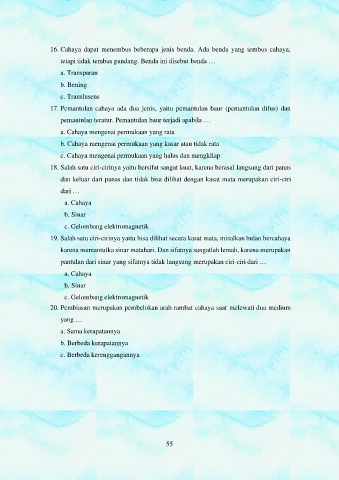 16. Cahaya dapat menembus beberapa jenis benda. Ada benda yang tembus cahaya,
tetapi tidak tembus pandang. Benda ini disebut benda …
a. Transparan
b. Bening
c. Translusens
17. Pemantulan cahaya ada dua jenis, yaitu pemantulan baur (pemantulan difus) dan
pemantulan teratur. Pemantulan baur terjadi apabila …
a. Cahaya mengenai permukaan yang rata
b. Cahaya mengenai permukaan yang kasar atau tidak rata
c. Cahaya mengenai permukaan yang halus dan mengkilap
18. Salah satu ciri-cirinya yaitu bersifat sangat kuat, karena berasal langsung dari panas
dan keluar dari panas dan tidak bisa dilihat dengan kasat mata merupakan ciri-ciri
dari …
a. Cahaya
b. Sinar
c. Gelombang elektromagnetik
19. Salah satu ciri-cirinya yaitu bisa dilihat secara kasat mata, misalkan bulan bercahaya
karena memantulka sinar matahari. Dan sifatnya sangatlah lemah, karena merupakan
pantulan dari sinar yang sifatnya tidak langsung merupakan ciri-ciri dari …
a. Cahaya
b. Sinar
c. Gelombang elektromagnetik
20. Pembiasan merupakan pembelokan arah rambat cahaya saat melewati dua medium
yang …
a. Sama kerapatannya
b. Berbeda kerapatannya
c. Berbeda kerenggangannya
55